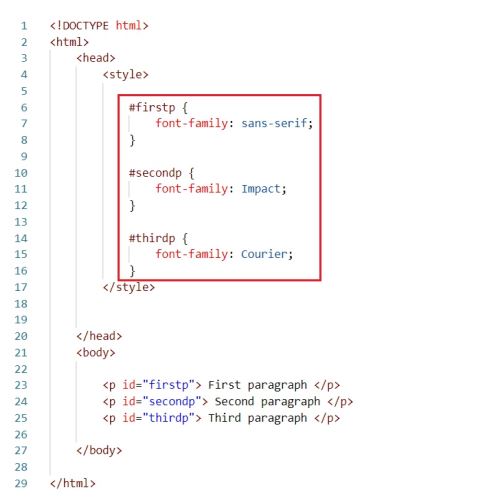 1 <!DOCTYPE html>
2 <html>
3 <head>
4 <style>
5
6 #firstp {
7 font-family: sans-serif;
8 }
9
10 #secondp {
11 font-family: Impact;
12 }
13
14 #thirdp {
15 font-family: Courier;
16 }
17 </style>
18
19
20 </head>
21 <body>
22
23 <p id="firstp"> First paragraph </p>
24 <p id="secondp"> Second paragraph </p>
25 <p id="thirdp"> Third paragraph </p>
26
27 </body>
28
29 </html>